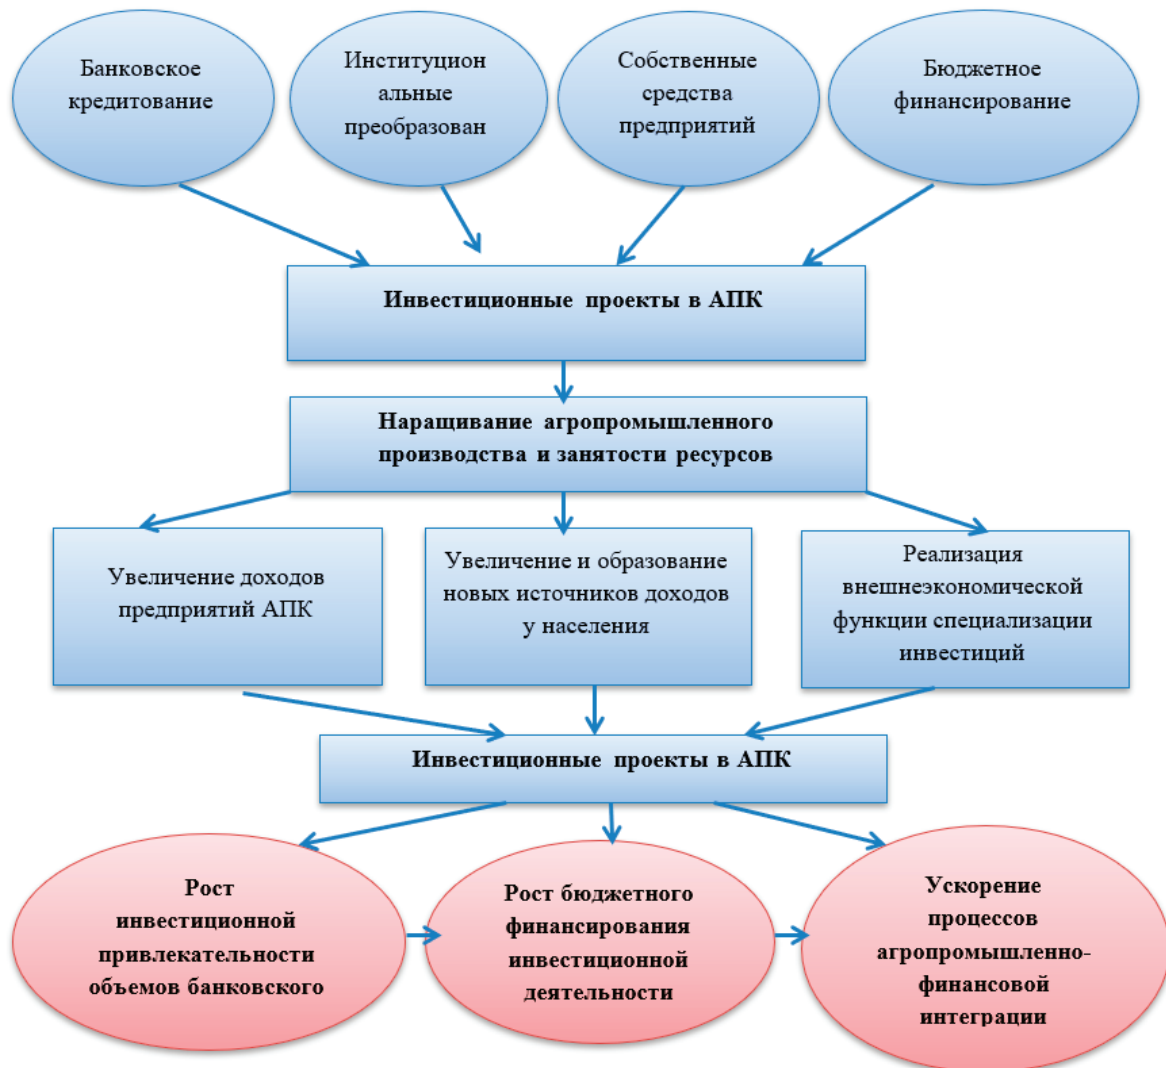 Банковское
кредитование
Институцион
альные
преобразован
Собственные
средства
предприятий
Бюджетное
финансирование
Инвестиционные проекты в АПК
Наращивание агропромышленного
производства и занятости ресурсов
Увеличение доходов
предприятий АПК
Увеличение и образование
новых источников доходов
у населения
Реализация
внешнеэкономической
функции специализации
инвестиций
Инвестиционные проекты в АПК
Рост
инвестиционной
привлекательности
объемов банковского
Рост бюджетного
финансирования
инвестиционной
деятельности
Ускорение
процессов
агропромышленно-
финансовой
интеграции